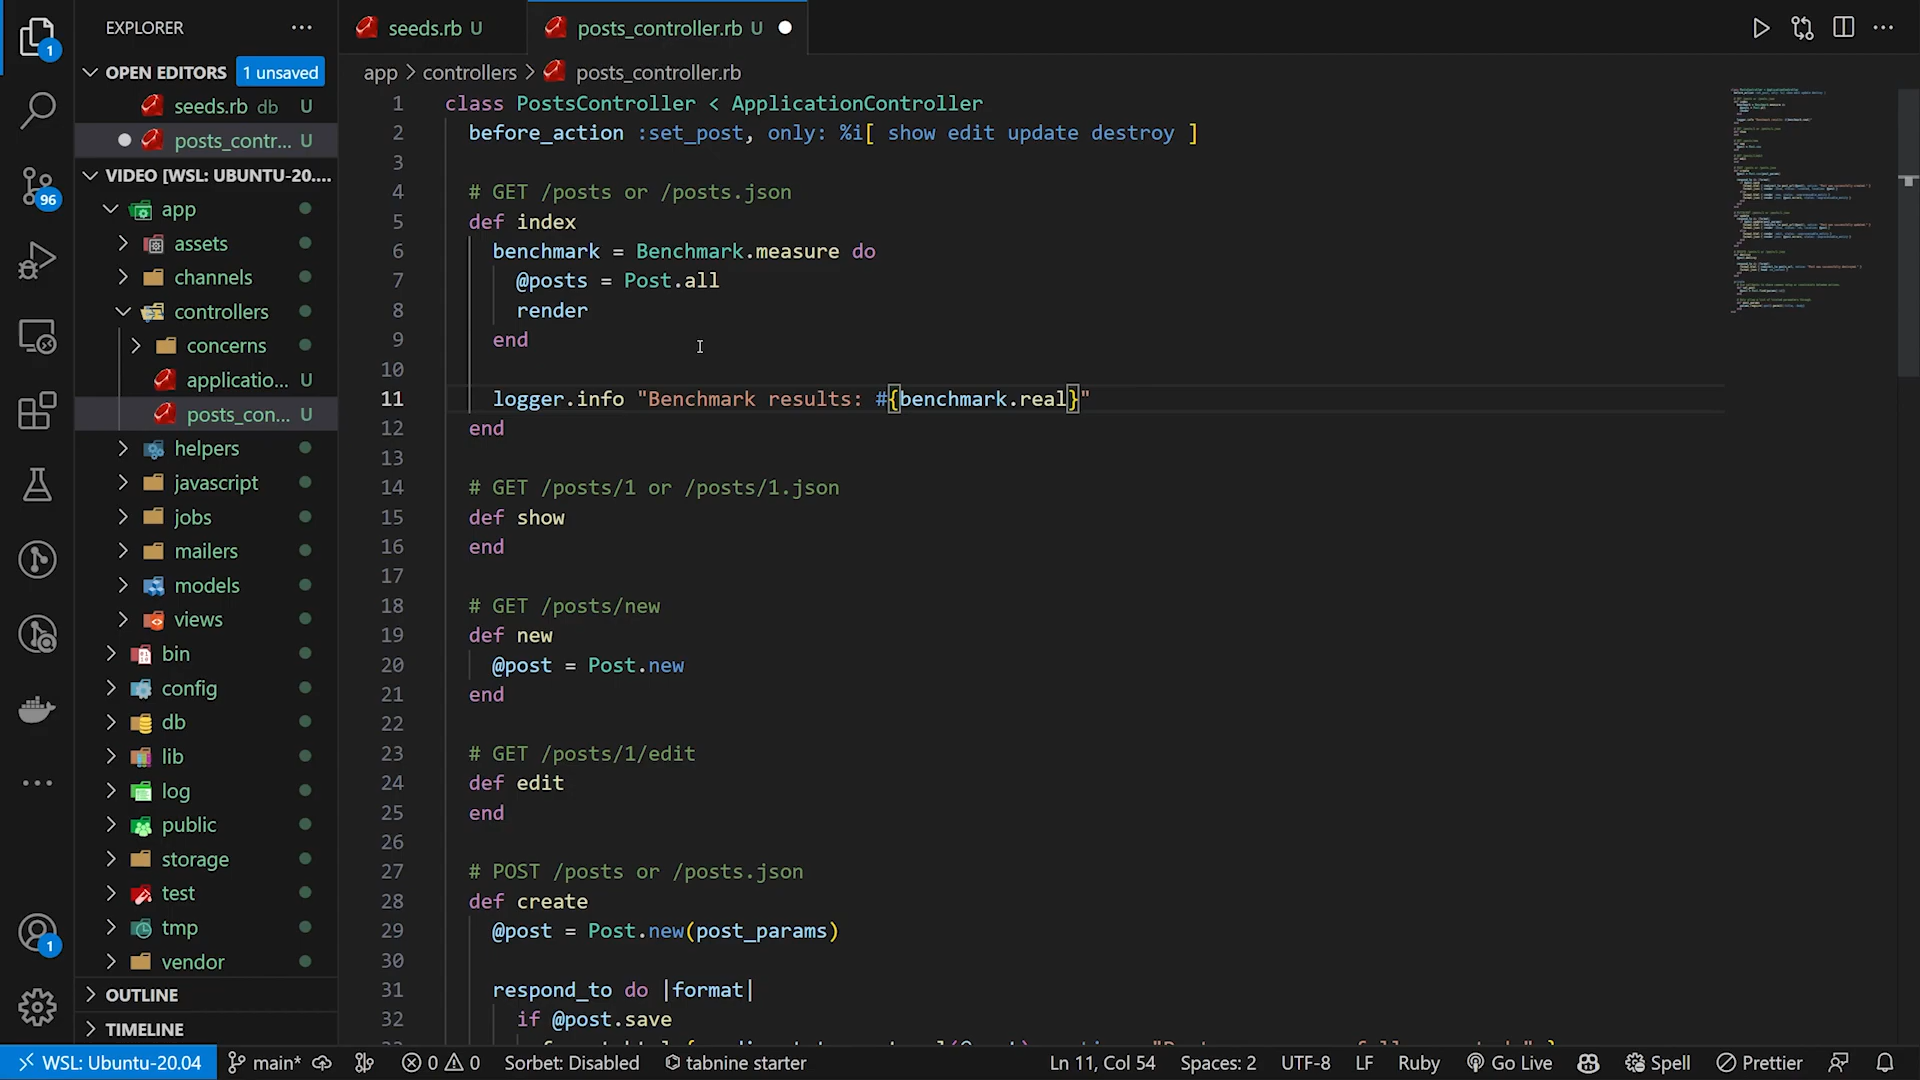 EXPLORER
seeds.rb U
posts_controller.rb U
OPEN EDITORS 1 unsaved
app > controllers > posts_controller.rb
seeds.rb db U
posts_contr... U
VIDEO [WSL: UBUNTU-20....
app
assets
channels
controllers
concerns
applicatio... U
posts_con... U
helpers
javascript
jobs
mailers
models
views
bin
config
db
lib
log
public
storage
test
tmp
vendor
OUTLINE
TIMELINE
1
96
1
1 class PostsController < ApplicationController
2 before_action :set_post, only: %i[ show edit update destroy ]
3
4 # GET /posts or /posts.json
5 def index
6 benchmark = Benchmark.measure do
7 @posts = Post.all
8 render
9 end
10
11 logger.info "Benchmark results: #{benchmark.real}"
12 end
13
14 # GET /posts/1 or /posts/1.json
15 def show
16 end
17
18 # GET /posts/new
19 def new
20 @post = Post.new
21 end
22
23 # GET /posts/1/edit
24 def edit
25 end
26
27 # POST /posts or /posts.json
28 def create
29 @post = Post.new(post_params)
30
31 respond_to do |format|
32 if @post.save
WSL: Ubuntu-20.04 main* 0 0 Sorbet: Disabled tabnine starter Ln 11, Col 54 Spaces: 2 UTF-8 LF Ruby Go Live Spell Prettier